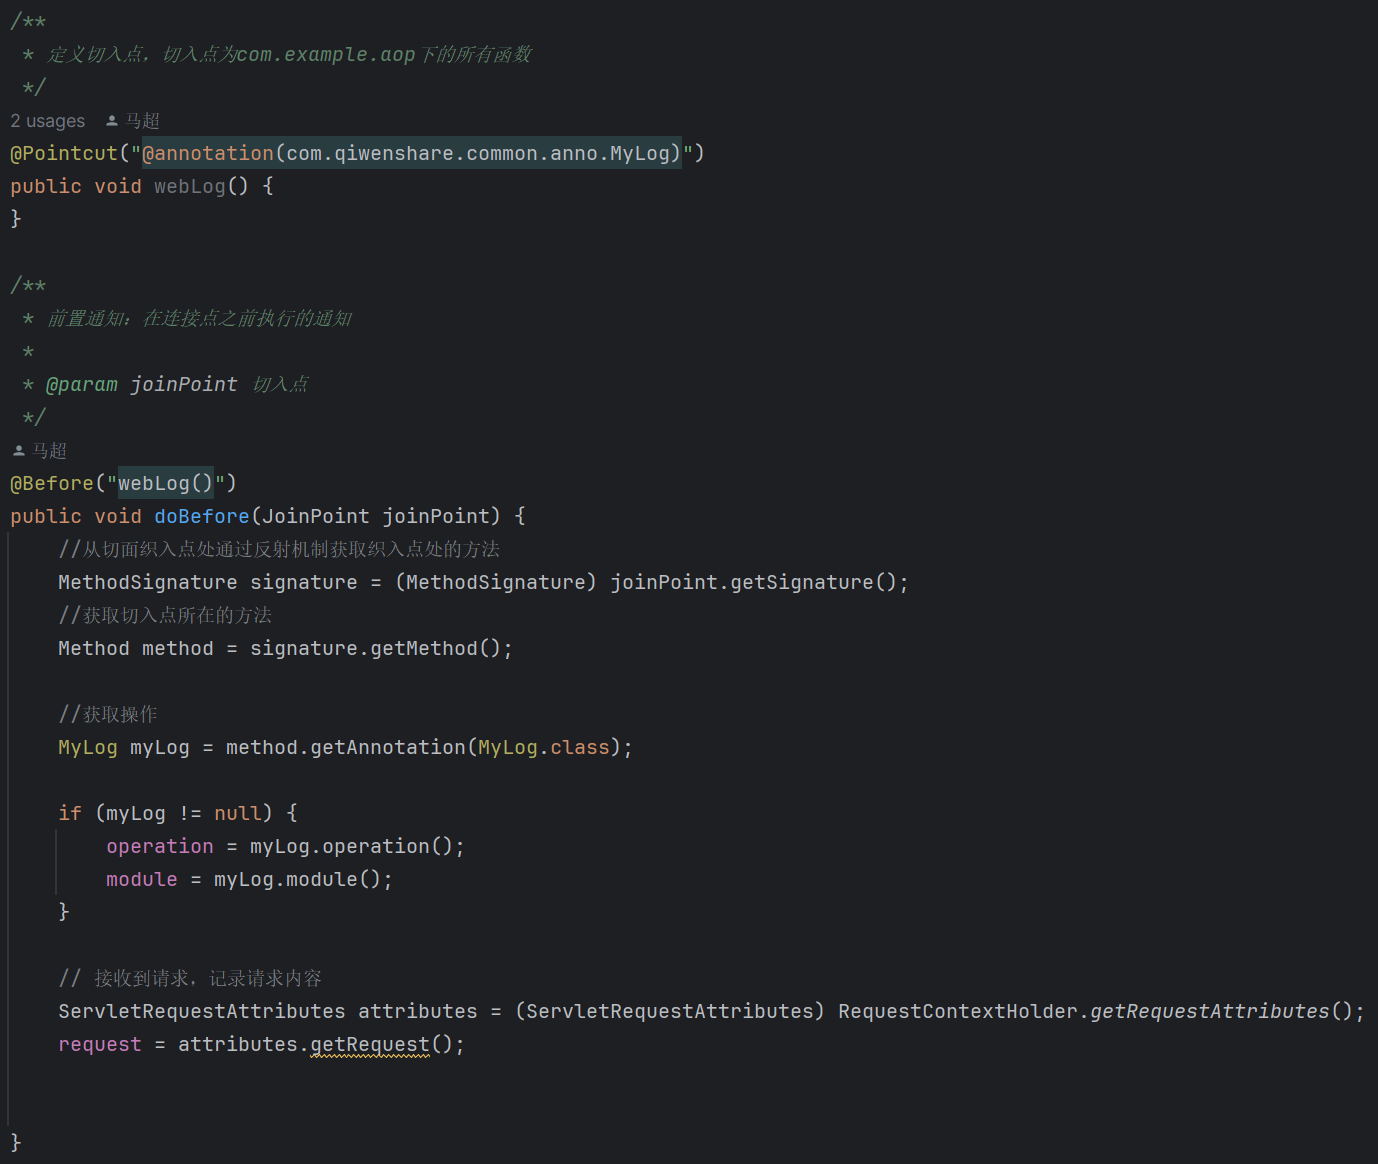 /**
 * 定义切入点，切入点为com.example.aop下的所有函数
 */
2 usages 马超
@Pointcut("@annotation(com.qiwenshare.common.anno.MyLog)")
public void webLog() {
}
/**
 * 前置通知：在连接点之前执行的通知
 *
 * @param joinPoint 切入点
 */
马超
@Before("webLog()")
public void doBefore(JoinPoint joinPoint) {
    //从切面织入点处通过反射机制获取织入点处的方法
    MethodSignature signature = (MethodSignature) joinPoint.getSignature();
    //获取切入点所在的方法
    Method method = signature.getMethod();
    //获取操作
    MyLog myLog = method.getAnnotation(MyLog.class);
    if (myLog != null) {
        operation = myLog.operation();
        module = myLog.module();
    }
    // 接收到请求，记录请求内容
    ServletRequestAttributes attributes = (ServletRequestAttributes) RequestContextHolder.getRequestAttributes();
    request = attributes.getRequest();
}